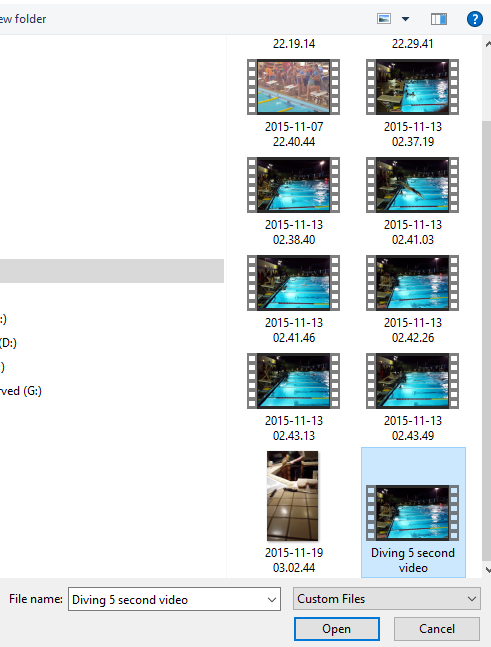 ew folder
22.19.14
22.29.41
2015-11-07
22.40.44
2015-11-13
02.37.19
2015-11-13
02.38.40
2015-11-13
02.41.03
:)
(D:)
.)
rved (G:)
2015-11-13
02.41.46
2015-11-13
02.42.26
2015-11-13
02.43.13
2015-11-13
02.43.49
2015-11-19
03.02.44
Diving 5 second
video
File name:
Diving 5 second video
Custom Files
Open
Cancel